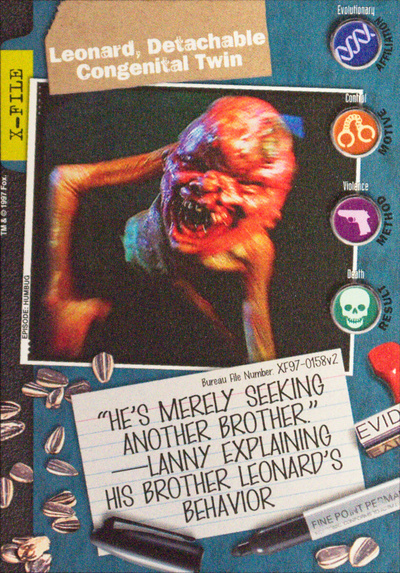 Evolutionary
AFFILIATION
Leonard, Detachable
Congenital Twin
X-FILE
Control
MOTIVE
Violence
METHOD
Death
RESULT
TM & © 1997 Fox.
EPISODE: HUMBUG
Bureau File Number: XF97-0158v2
"HE'S MERELY SEEKING
ANOTHER BROTHER."
—LANNY EXPLAINING
HIS BROTHER LEONARD'S
BEHAVIOR
EVID
FINE POINT PERMA